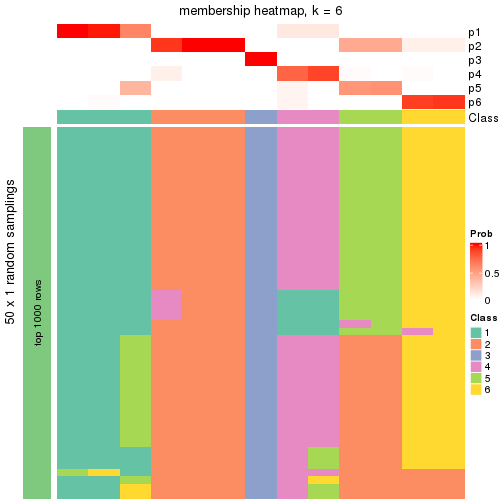 membership heatmap, k = 6
p1
p2
p3
p4
p5
p6
Class
50 x 1 random samplings
top 1000 rows
Prob
1
0.5
0
Class
1
2
3
4
5
6